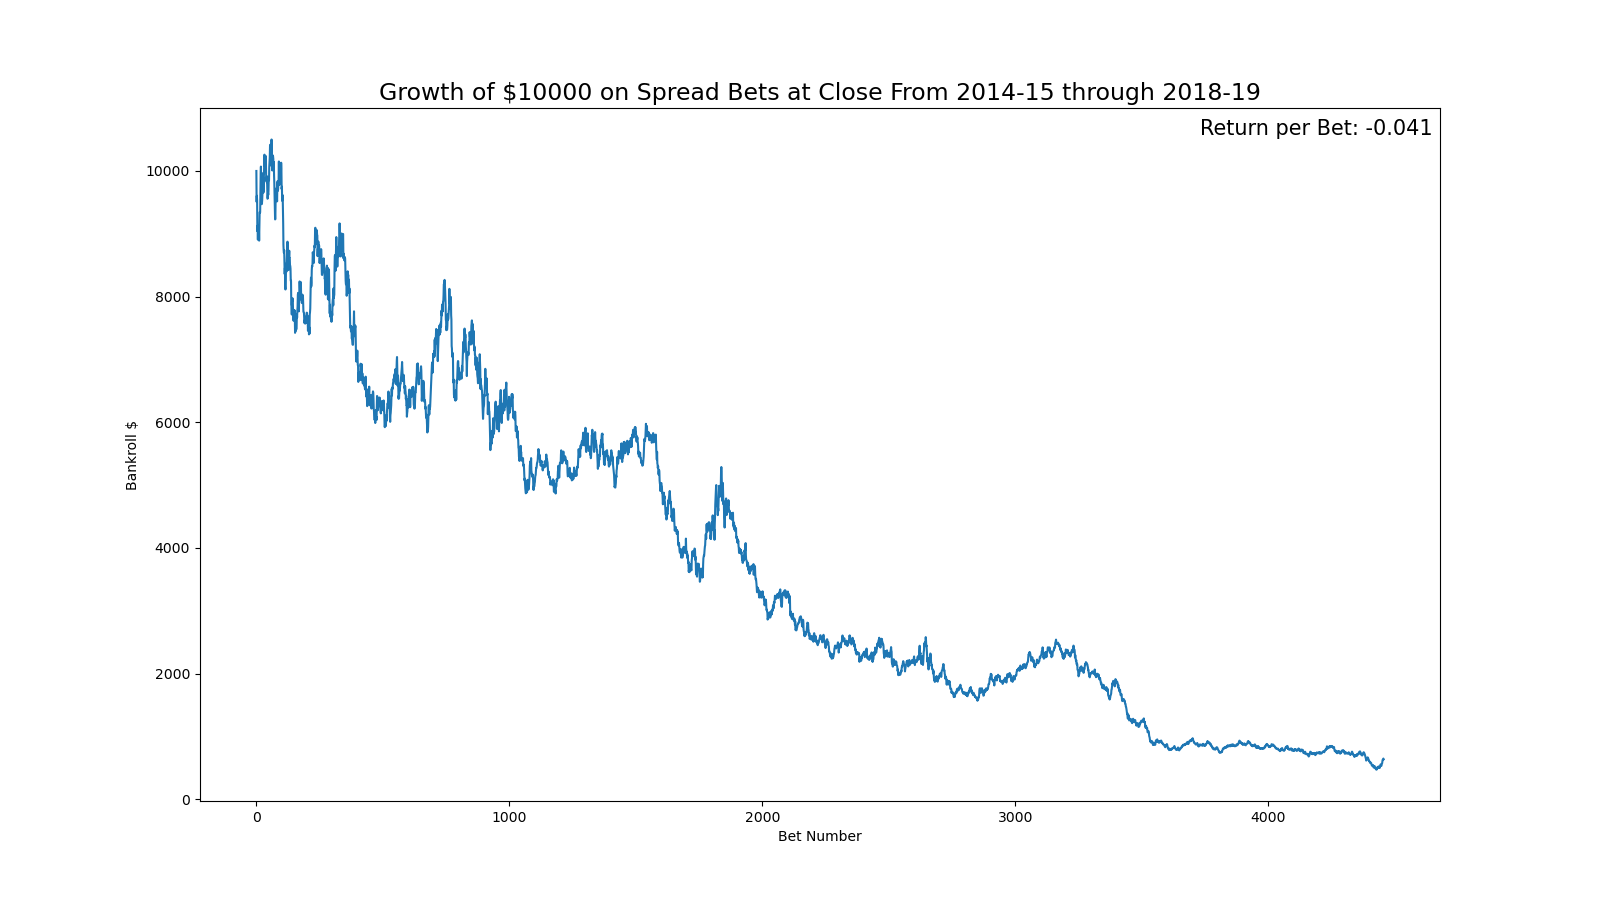 Growth of $10000 on Spread Bets at Close From 2014-15 through 2018-19
Return per Bet: -0.041
10000
8000
6000
4000
2000
0
Bankroll $
0 1000 2000 3000 4000
Bet Number